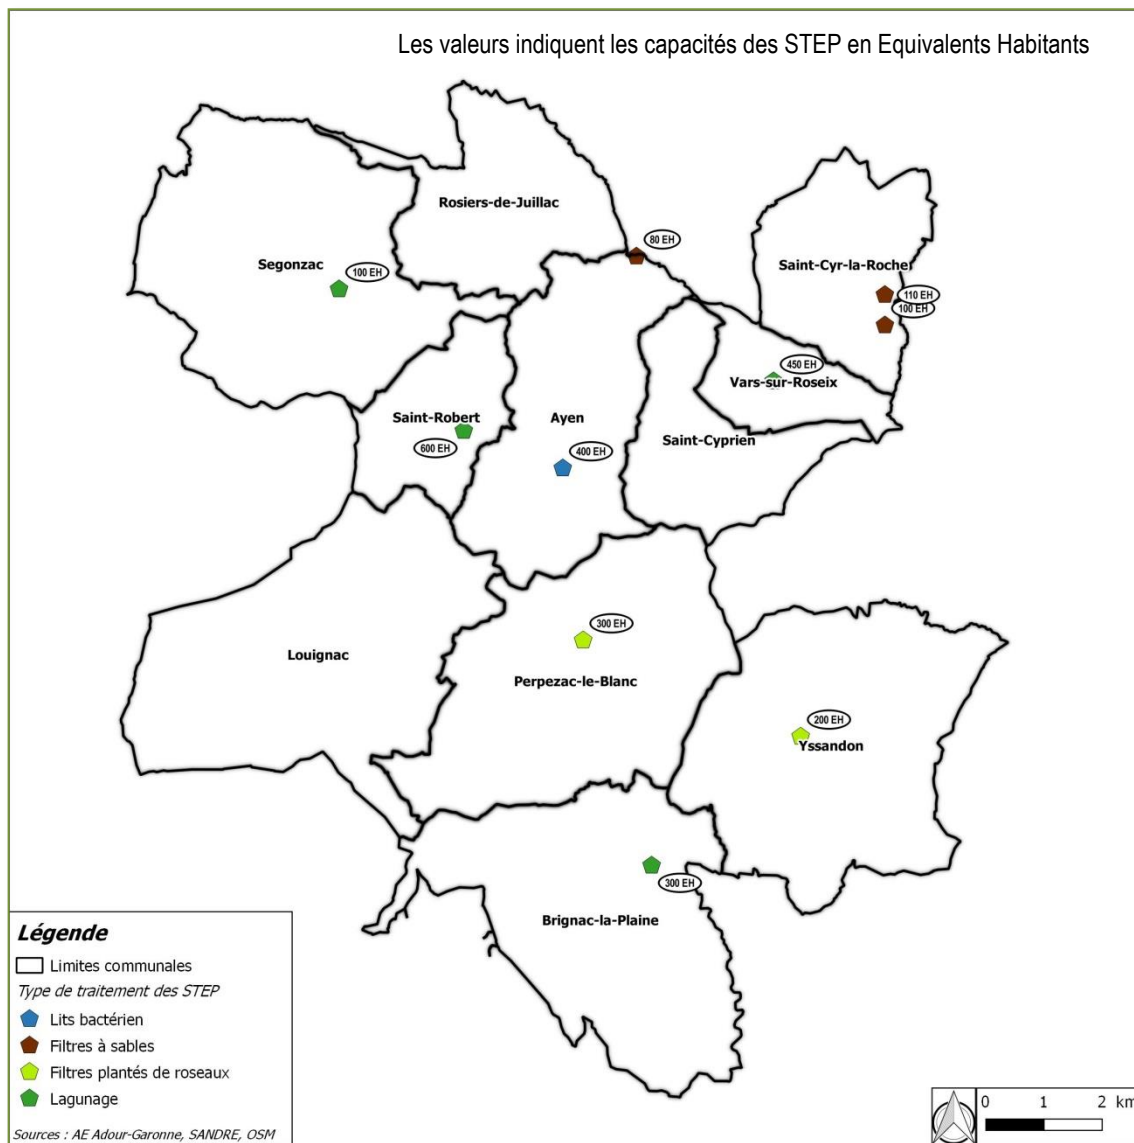 Les valeurs indiquent les capacités des STEP en Equivalents Habitants
Rosiers-de-Juillac
80 EH
Saint-Cyr-la-Roche
Segonzac
100 EH
110 EH
100 EH
450 EH
Vars-sur-Roseix
Saint-Robert
Ayen
600 EH
400 EH
Saint-Cyprien
300 EH
Louignac
Perpezac-le-Blanc
200 EH
Yssandon
300 EH
Brignac-la-Plaine
Légende
Limites communales
Type de traitement des STEP
Lits bactérien
Filtres à sables
Filtres plantés de roseaux
Lagunage
Sources : AE Adour-Garonne, SANDRE, OSM
0 1 2 km